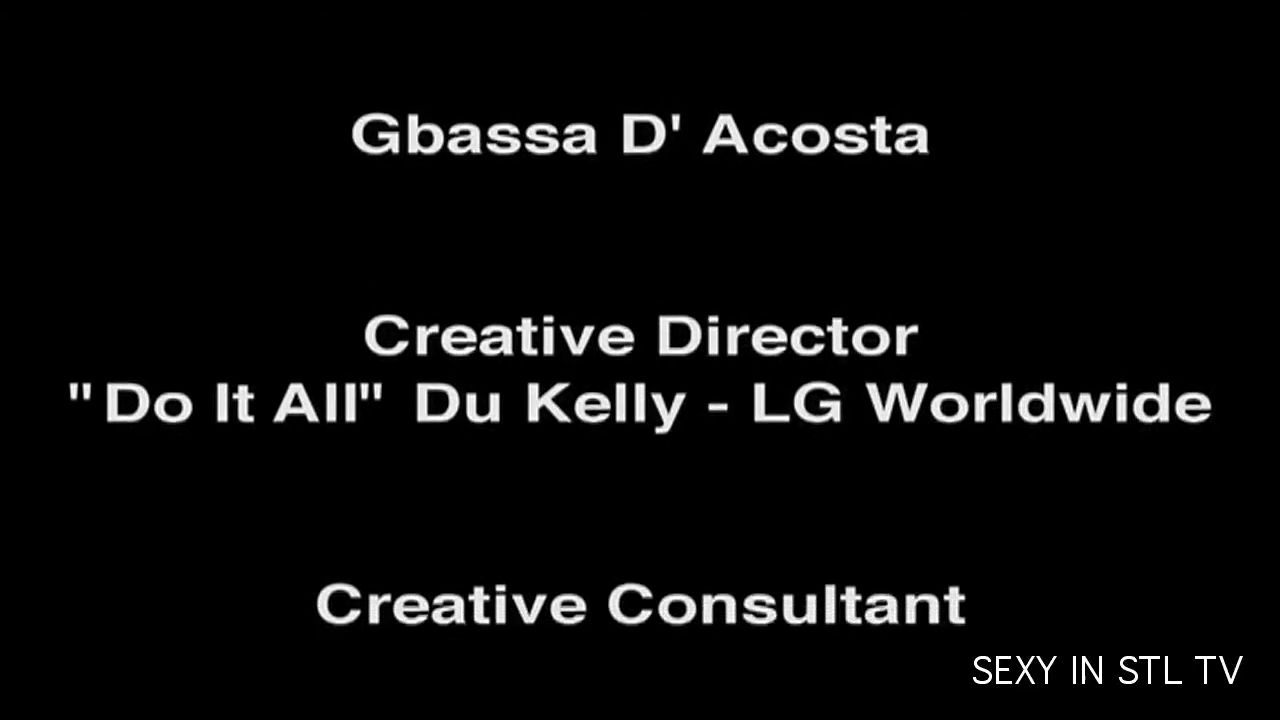 Gbassa D' Acosta
Creative Director
"Do It All" Du Kelly - LG Worldwide
Creative Consultant
SEXY IN STL TV